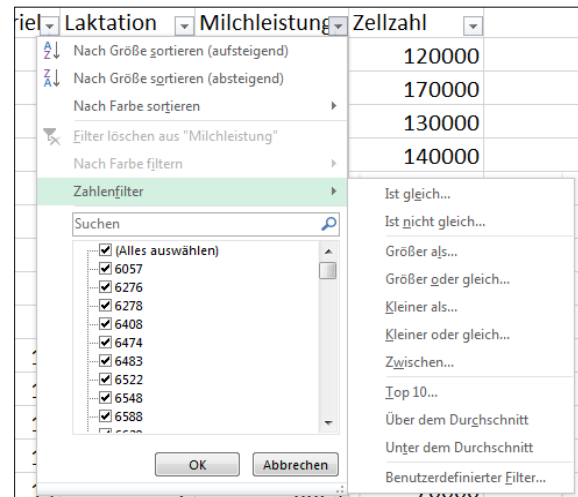 riel Laktation Milchleistung Zellzahl
120000
170000
130000
140000
Nach Größe sortieren (aufsteigend)
Nach Größe sortieren (absteigend)
Nach Farbe sortieren
Filter löschen aus "Milchleistung"
Nach Farbe filtern
Zahlenfilter
Suchen
(Alles auswählen)
6057
6276
6278
6408
6474
6483
6522
6548
6588
OK Abbrechen
Ist gleich...
Ist nicht gleich...
Größer als...
Größer oder gleich...
Kleiner als...
Kleiner oder gleich...
Zwischen...
Top 10...
Über dem Durchschnitt
Unter dem Durchschnitt
Benutzerdefinierter Filter...